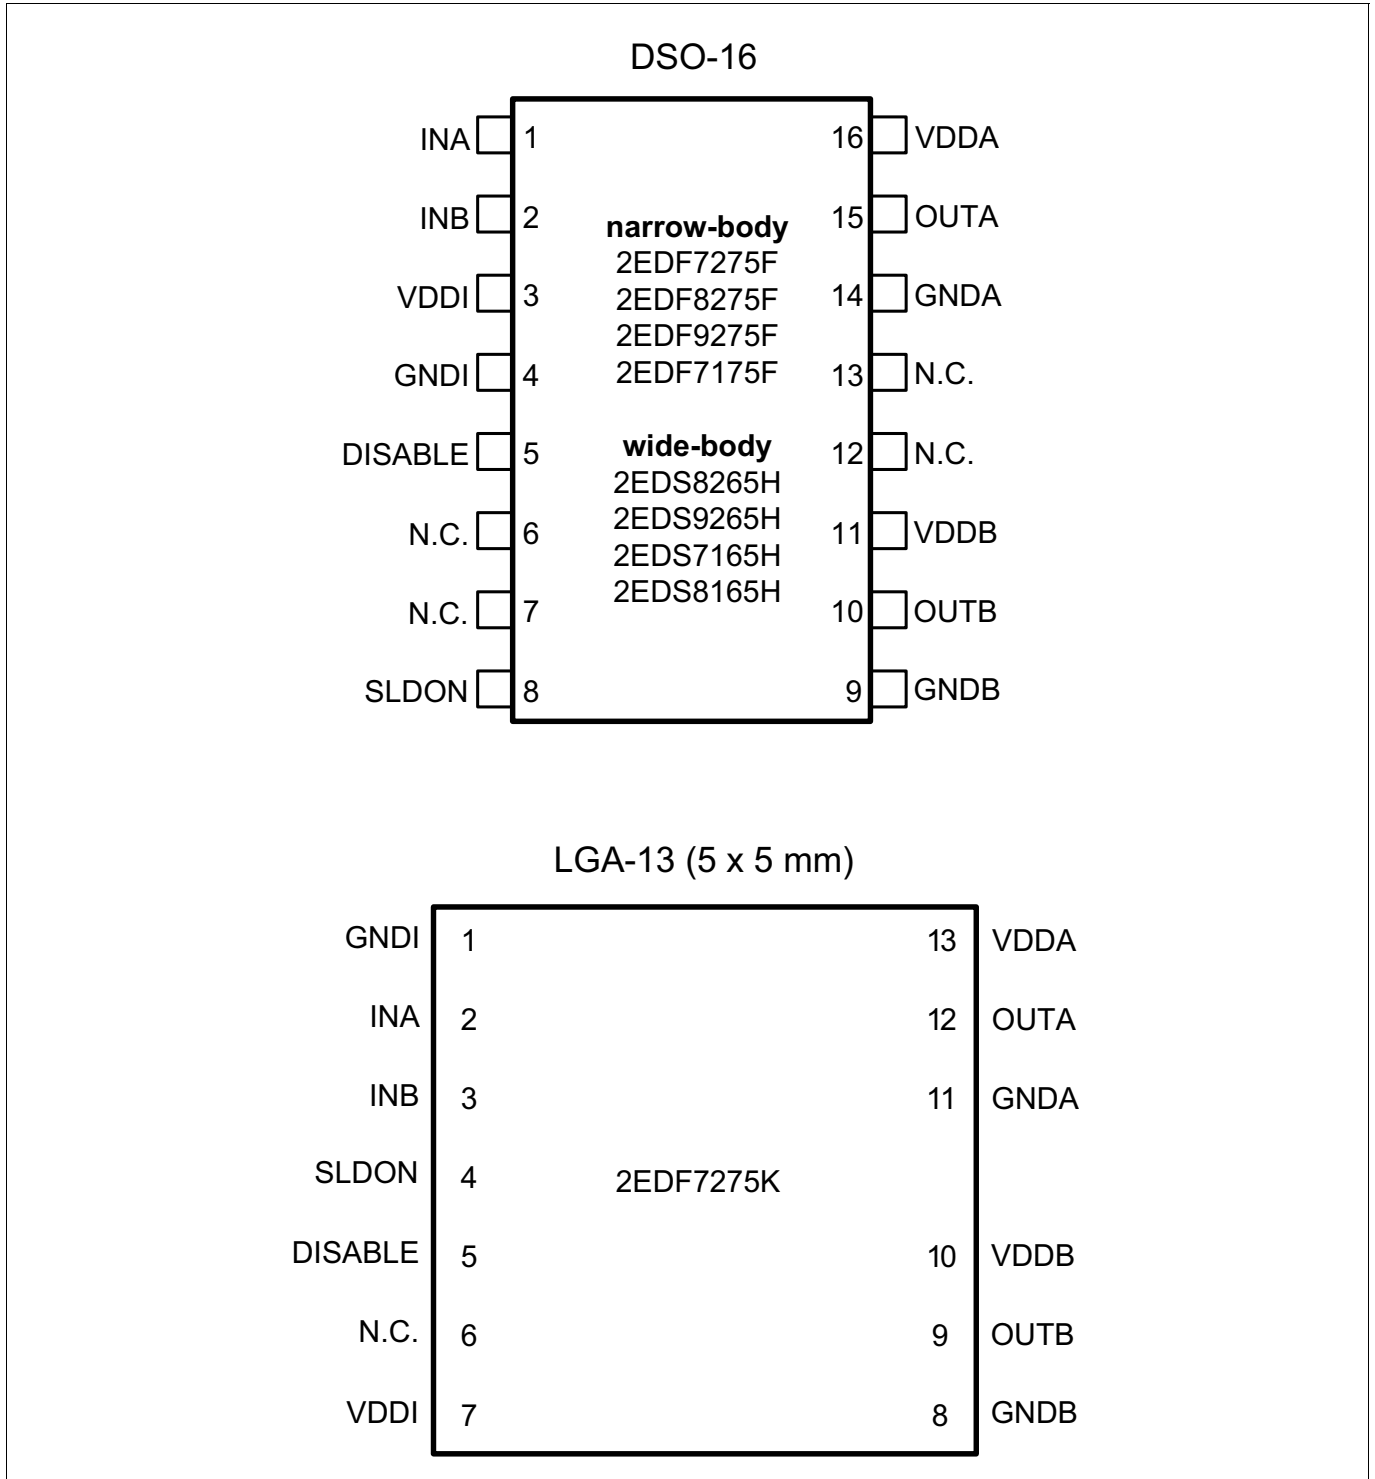 DSO-16
INA 1 16 VDDA
INB 2 15 OUTA
narrow-body
2EDF7275F
VDDI 3 14 GNDA
2EDF8275F
2EDF9275F
GNDI 4 2EDF7175F 13 N.C.
DISABLE 5 wide-body 12 N.C.
2EDS8265H
2EDS9265H
N.C. 6 11 VDDB
2EDS7165H
2EDS8165H
N.C. 7 10 OUTB
SLDON 8 9 GNDB
LGA-13 (5 x 5 mm)
GNDI 1 13 VDDA
INA 2 12 OUTA
INB 3 11 GNDA
SLDON 4 2EDF7275K
DISABLE 5 10 VDDB
N.C. 6 9 OUTB
VDDI 7 8 GNDB